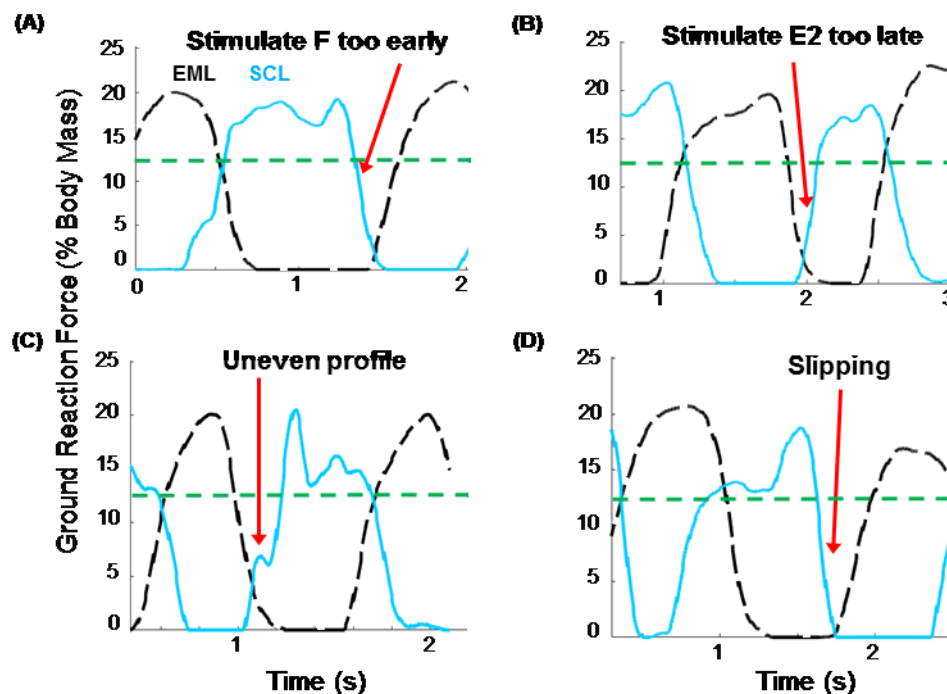 (A)
Stimulate F too early
EML SCL
25
20
15
10
5
0
0 1 2
(B)
Stimulate E2 too late
25
20
15
10
5
0
1 2 3
Ground Reaction Force (% Body Mass)
(C)
Uneven profile
25
20
15
10
5
0
1 2
Time (s)
(D)
Slipping
25
20
15
10
5
0
1 2
Time (s)